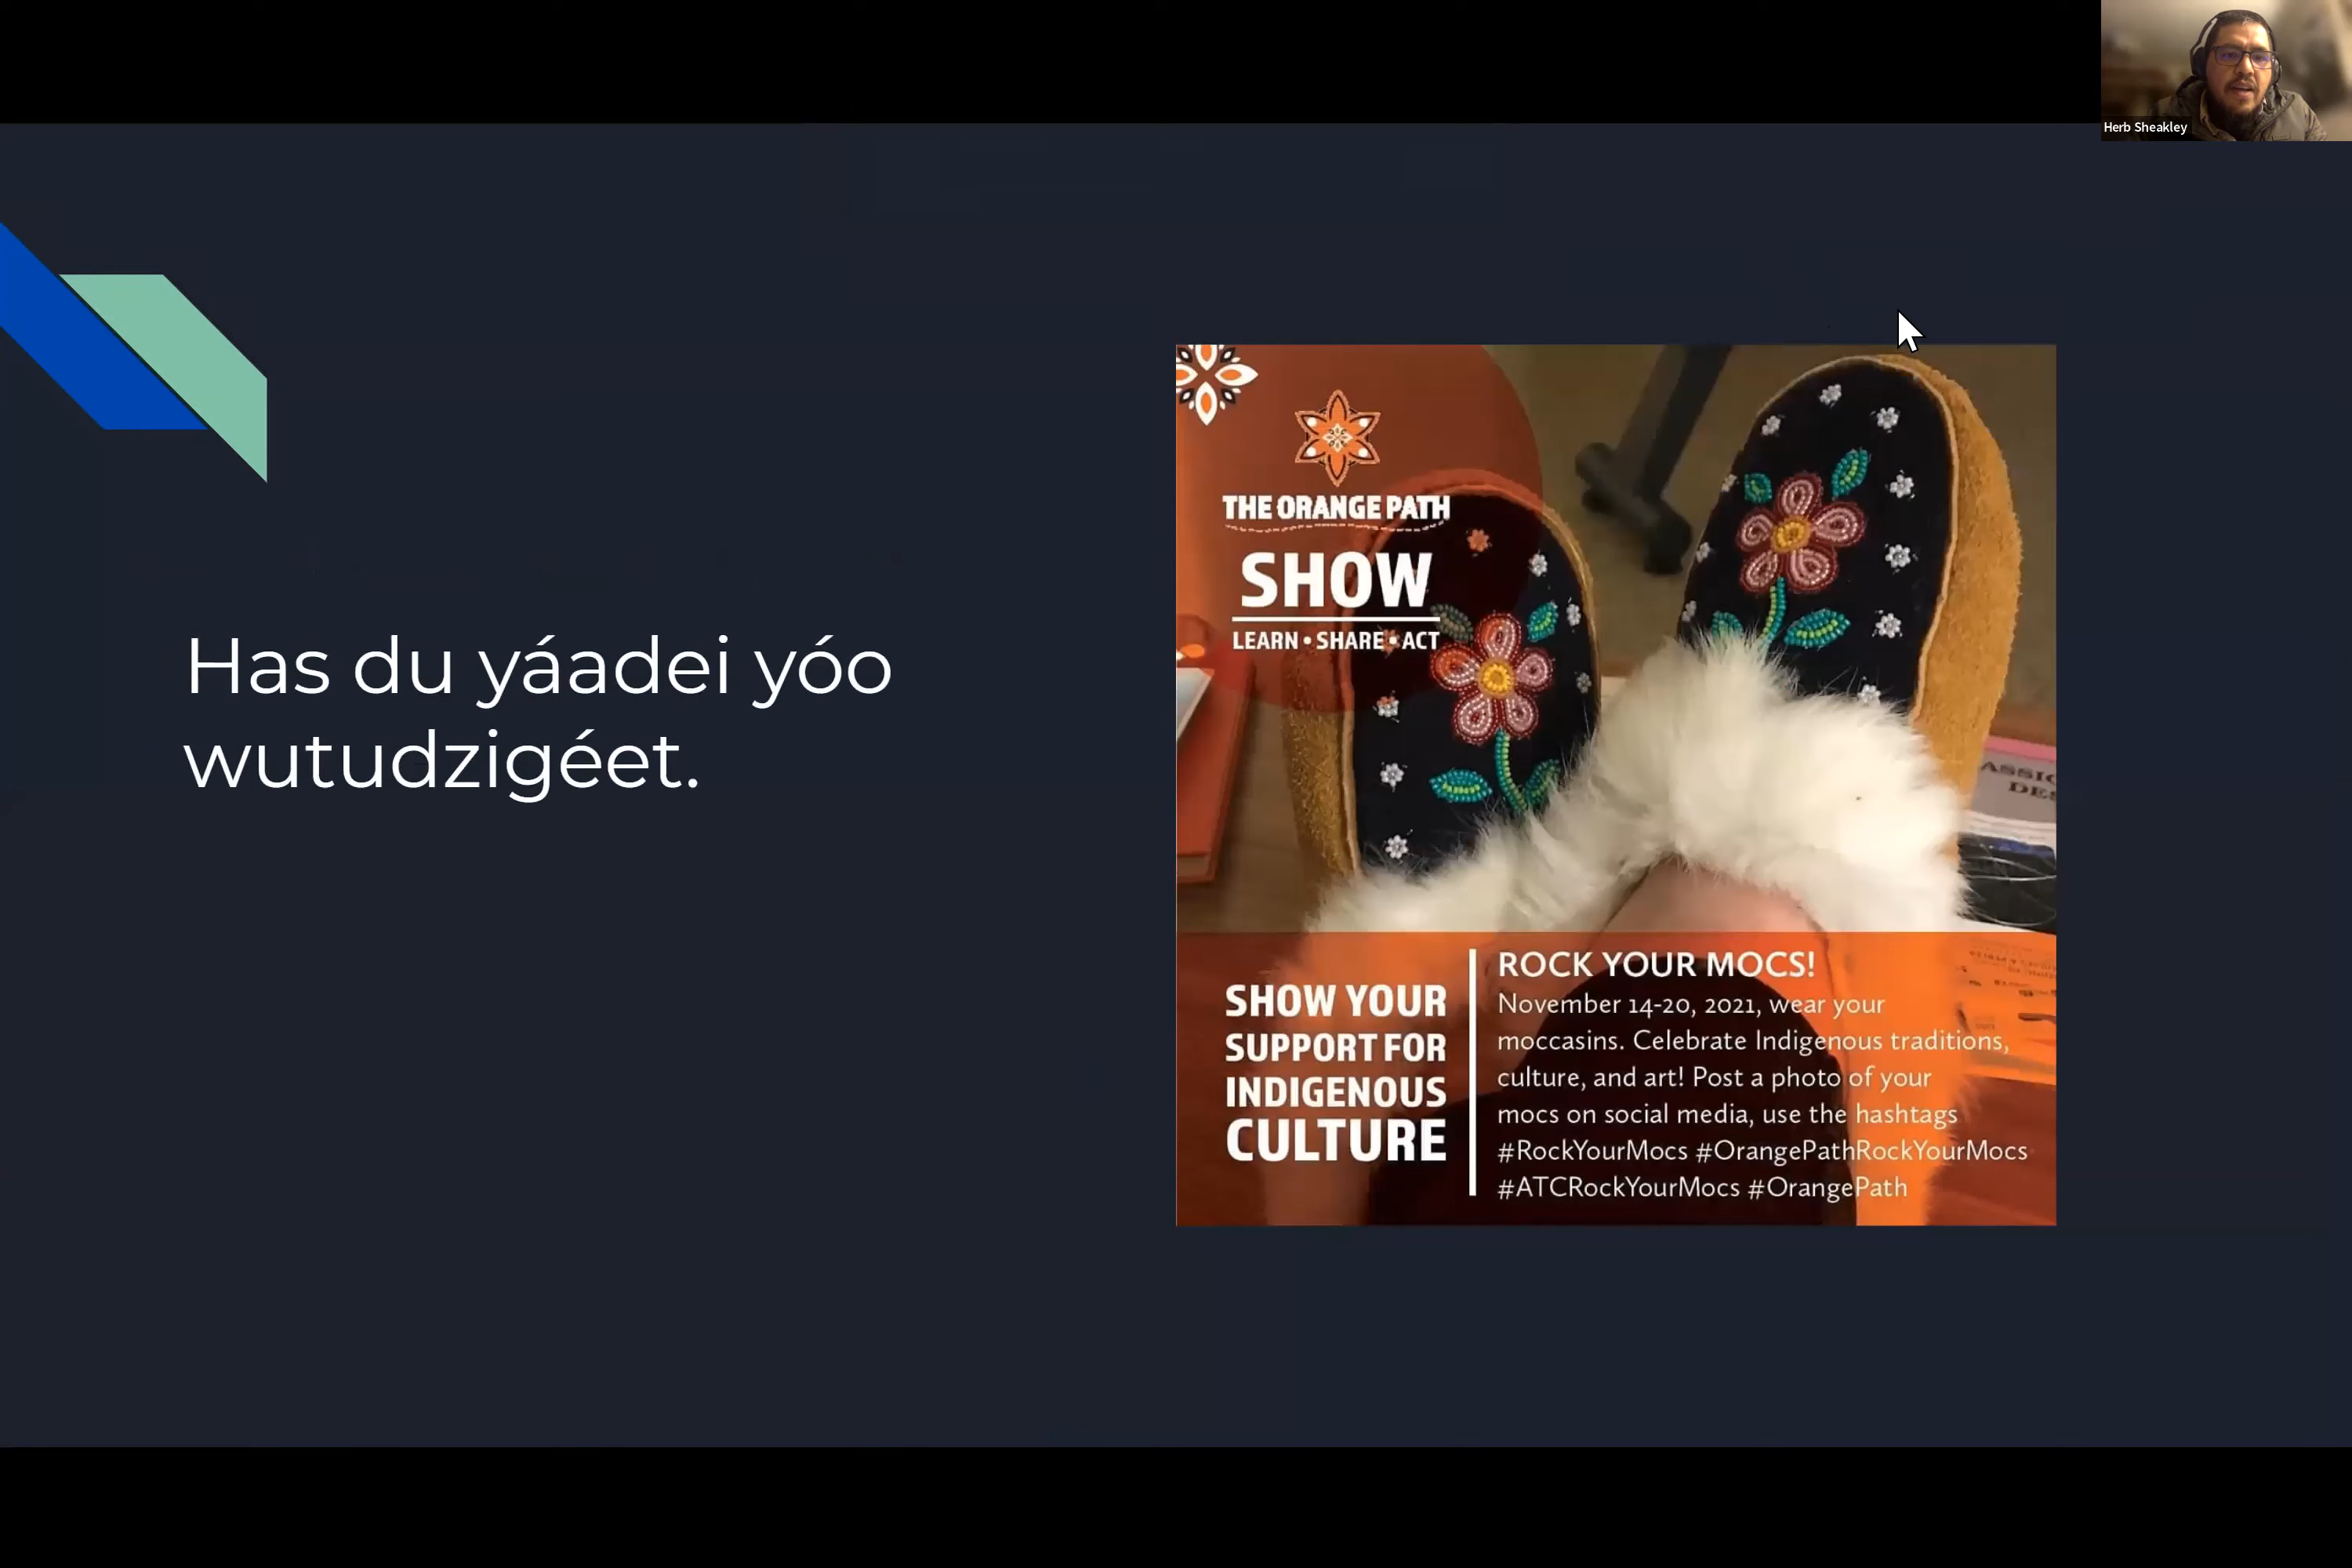 Herb Sheakley
Has du yáadei yóo
wutudzigéet.
THE ORANGE PATH
SHOW
LEARN • SHARE • ACT
SHOW YOUR
SUPPORT FOR
INDIGENOUS
CULTURE
ROCK YOUR MOCS!
November 14-20, 2021, wear your
moccasins. Celebrate Indigenous traditions,
culture, and art! Post a photo of your
mocs on social media, use the hashtags
#RockYourMocs #OrangePathRockYourMocs
#ATCRockYourMocs #OrangePath